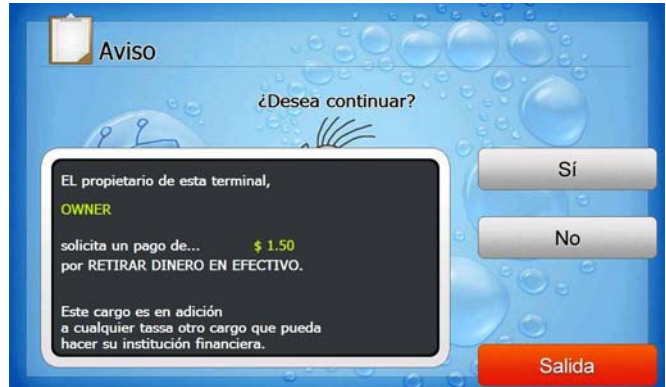 Aviso
¿Desea continuar?
EL propietario de esta terminal,
OWNER
solicita un pago de... $ 1.50
por RETIRAR DINERO EN EFECTIVO.
Este cargo es en adición
a cualquier tassa otro cargo que pueda
hacer su institución financiera.
Sí
No
Salida